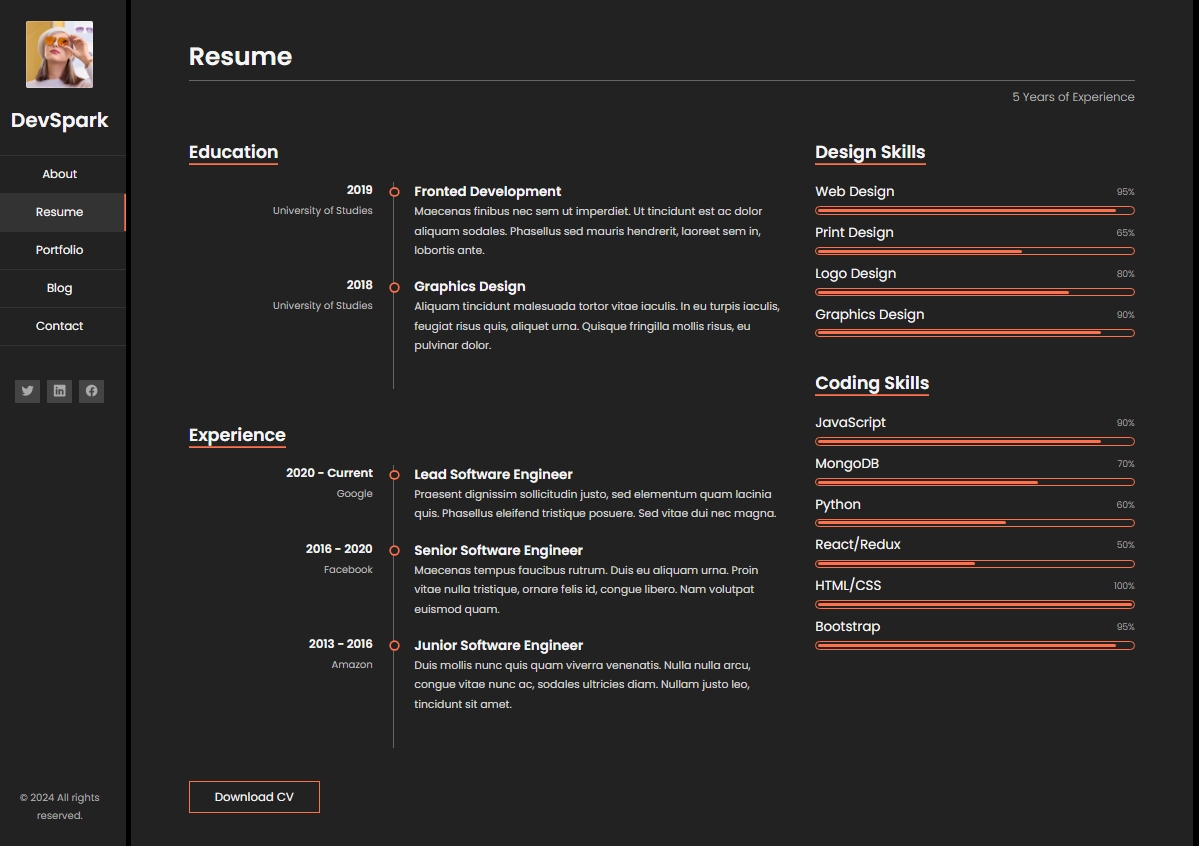 DevSpark
About
Resume
Portfolio
Blog
Contact
© 2024 All rights
reserved.
Resume
5 Years of Experience
Education
2019
University of Studies
Fronted Development
Maecenas finibus nec sem ut imperdiet. Ut tincidunt est ac dolor
aliquam sodales. Phasellus sed mauris hendrerit, laoreet sem in,
lobortis ante.
2018
University of Studies
Graphics Design
Aliquam tincidunt malesuada tortor vitae iaculis. In eu turpis iaculis,
feugiat risus quis, aliquet urna. Quisque fringilla mollis risus, eu
pulvinar dolor.
Experience
2020 - Current
Google
Lead Software Engineer
Praesent dignissim sollicitudin justo, sed elementum quam lacinia
quis. Phasellus eleifend tristique posuere. Sed vitae dui nec magna.
2016 - 2020
Facebook
Senior Software Engineer
Maecenas tempus faucibus rutrum. Duis eu aliquam urna. Proin
vitae nulla tristique, ornare felis id, congue libero. Nam volutpat
euismod quam.
2013 - 2016
Amazon
Junior Software Engineer
Duis mollis nunc quis quam viverra venenatis. Nulla nulla arcu,
congue vitae nunc ac, sodales ultricies diam. Nullam justo leo,
tincidunt sit amet.
Download CV
Design Skills
Web Design 95%
Print Design 65%
Logo Design 80%
Graphics Design 90%
Coding Skills
JavaScript 90%
MongoDB 70%
Python 60%
React/Redux 50%
HTML/CSS 100%
Bootstrap 95%